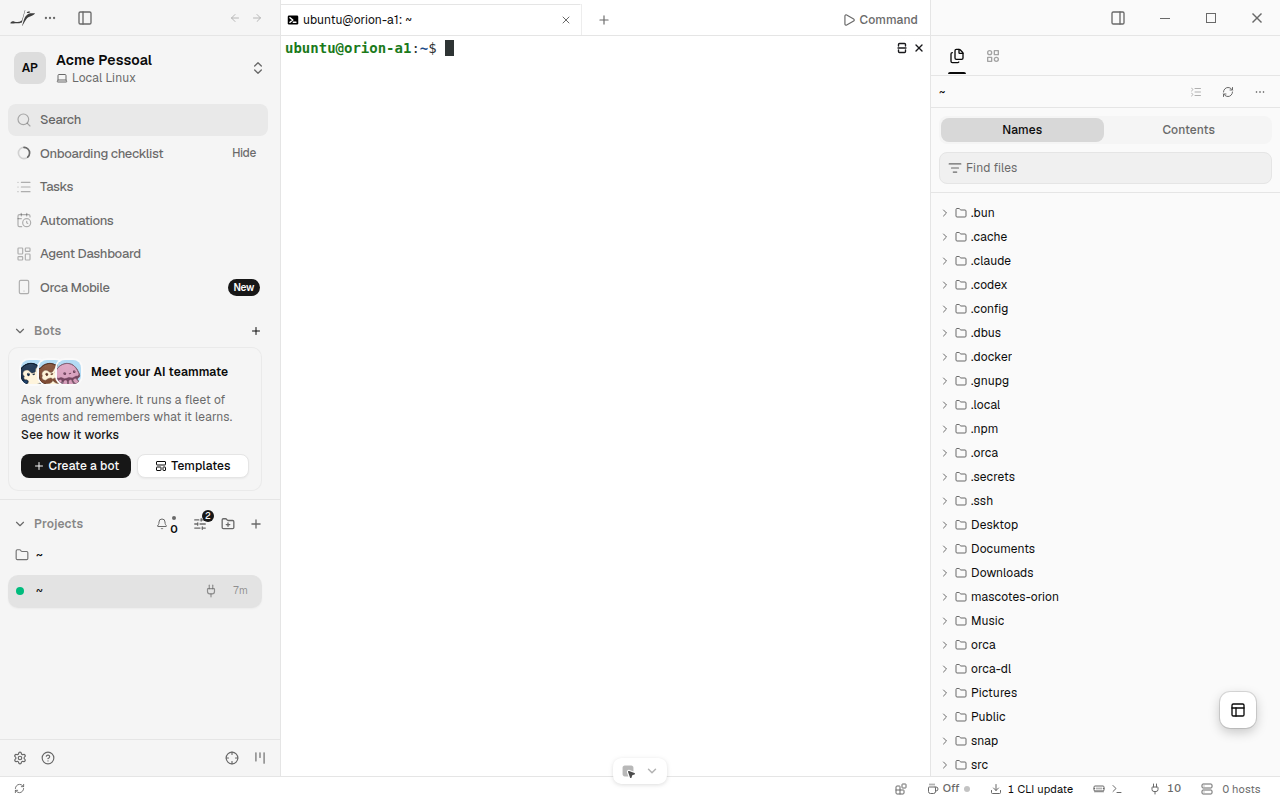 ubuntu@orion-a1: ~
Command
AP
Acme Pessoal
Local Linux
Search
Onboarding checklist
Hide
Tasks
Automations
Agent Dashboard
Orca Mobile
New
Bots
Meet your AI teammate
Ask from anywhere. It runs a fleet of
agents and remembers what it learns.
See how it works
Create a bot
Templates
Projects
0
2
~
~
7m
ubuntu@orion-a1:~$
~
Names
Contents
Find files
.bun
.cache
.claude
.codex
.config
.dbus
.docker
.gnupg
.local
.npm
.orca
.secrets
.ssh
Desktop
Documents
Downloads
mascotes-orion
Music
orca
orca-dl
Pictures
Public
snap
src
Off
1 CLI update
10
0 hosts